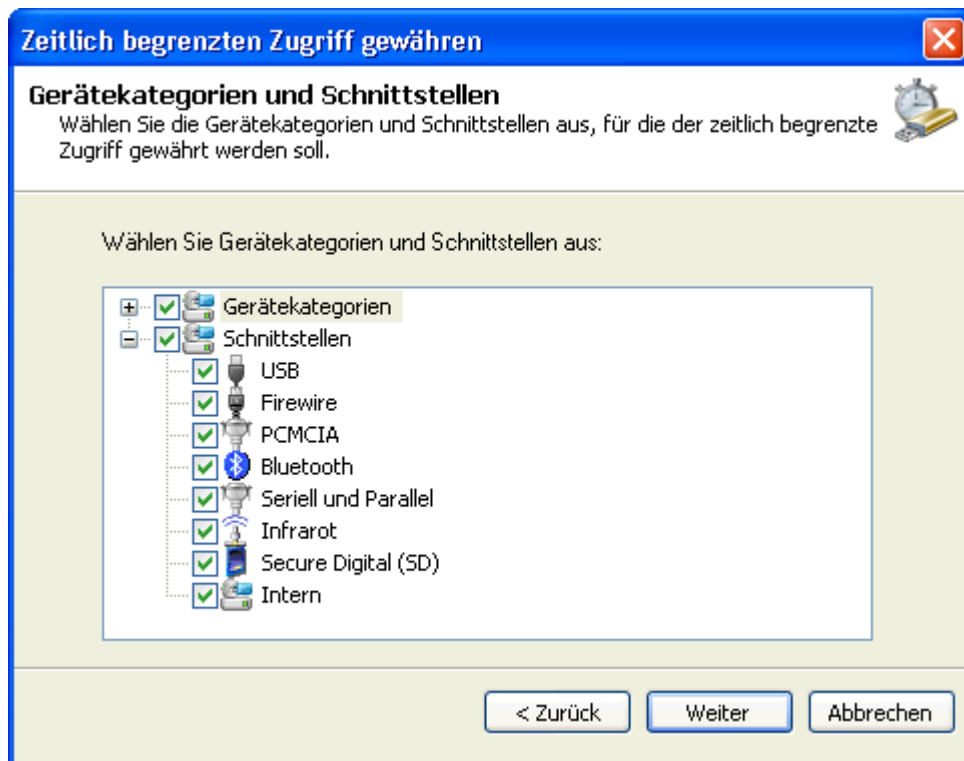 Zeitlich begrenzten Zugriff gewähren
Gerätekategorien und Schnittstellen
Wählen Sie die Gerätekategorien und Schnittstellen aus, für die der zeitlich begrenzte
Zugriff gewährt werden soll.
Wählen Sie Gerätekategorien und Schnittstellen aus:
Gerätekategorien
Schnittstellen
USB
Firewire
PCMCIA
Bluetooth
Seriell und Parallel
Infrarot
Secure Digital (SD)
Intern
< Zurück Weiter Abbrechen